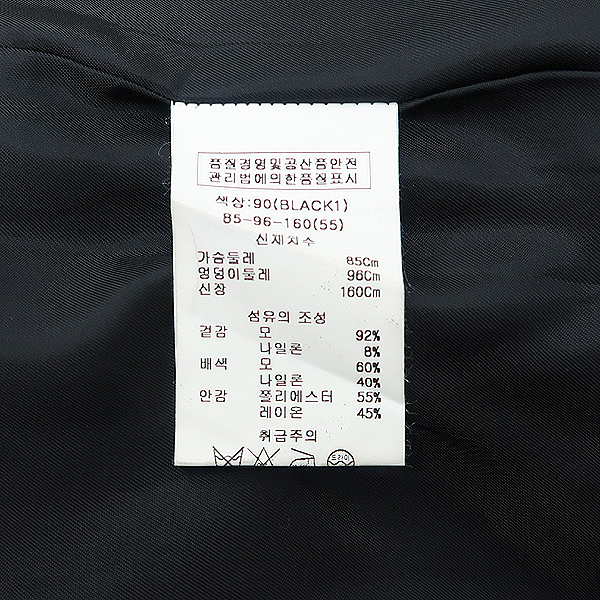 품질경영및공산품안전
관리법에의한품질표시
색상:90(BLACK1)
85-96-160(55)
신체치수
가슴둘레 85Cm
엉덩이둘레 96Cm
신장 160Cm
섬유의 조성
겉감 모 92%
나일론 8%
배색 모 60%
나일론 40%
안감 폴리에스터 55%
레이온 45%
취급주의
드라이